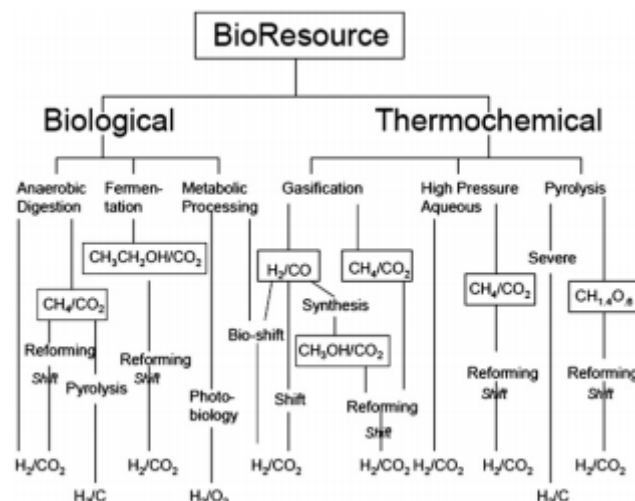 BioResource
Biological
Thermochemical
Anaerobic
Digestion
Fermen-
tation
Metabolic
Processing
Gasification
High Pressure
Aqueous
Pyrolysis
CH₃CH₂OH/CO₂
H₂/CO
CH₄/CO₂
Severe
CH₄/CO₂
CH₁.₄O.₆
CH₄/CO₂
Synthesis
Bio-shift
CH₃OH/CO₂
Reforming
Shift
Pyrolysis
Reforming
Shift
Photo-
biology
Shift
Reforming
Shift
Reforming
Shift
Reforming
Shift
H₂/CO₂
H₂/CO₂
H₂/CO₂
H₂/CO₂
H₂/CO₂
H₂/CO₂
H₂/CO₂
H₂/C
H₂/O₂
H₂/C